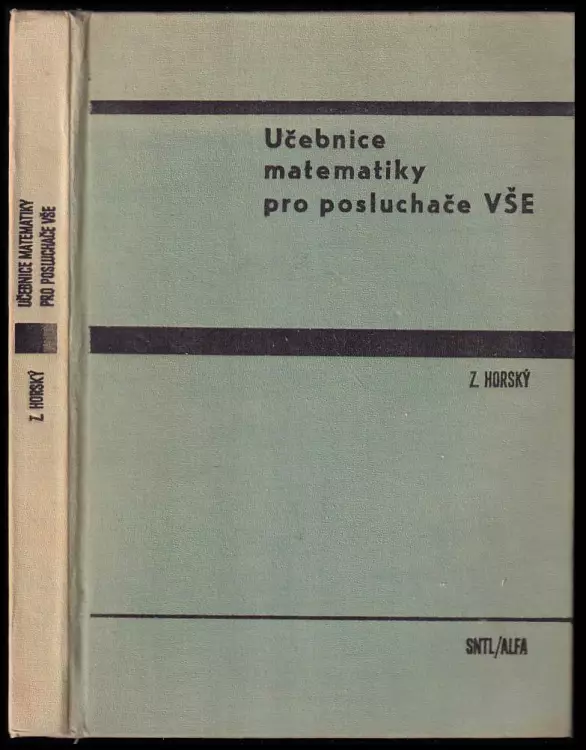 UČEBNICE MATEMATIKY
PRO POSLUCHAČE VŠE
Z. HORSKÝ
Učebnice
matematiky
pro posluchače VŠE
Z. HORSKÝ
SNTL/ALFA